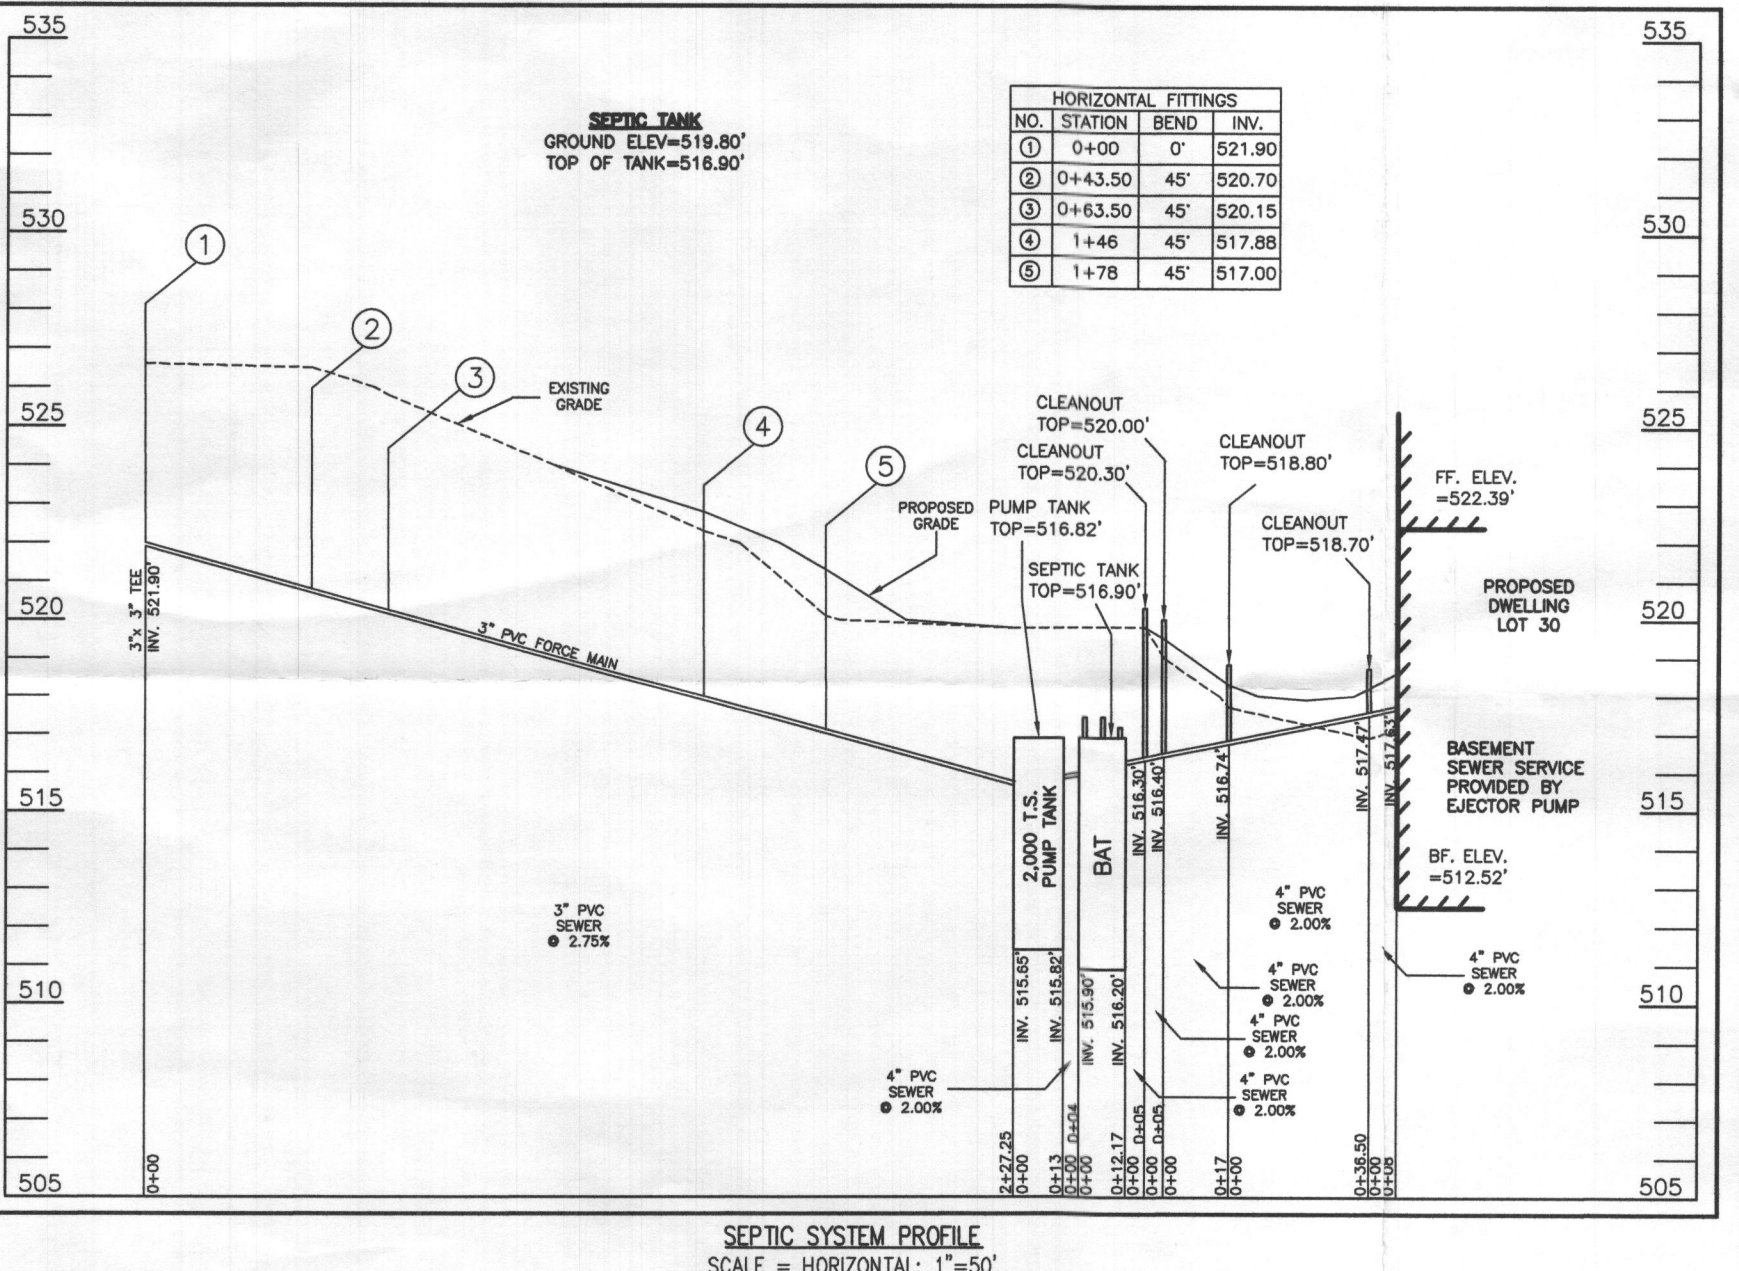 535
535
SEPTIC TANK
GROUND ELEV=519.80'
TOP OF TANK=516.90'
HORIZONTAL FITTINGS
NO. STATION BEND INV.
① 0+00 0° 521.90
② 0+43.50 45° 520.70
③ 0+63.50 45° 520.15
④ 1+46 45° 517.88
⑤ 1+78 45° 517.00
530
530
1
2
3
4
5
EXISTING
GRADE
525
525
CLEANOUT
TOP=520.00'
CLEANOUT
TOP=520.30'
CLEANOUT
TOP=518.80'
CLEANOUT
TOP=518.70'
FF. ELEV.
=522.39'
PROPOSED
GRADE
PUMP TANK
TOP=516.82'
SEPTIC TANK
TOP=516.90'
PROPOSED
DWELLING
LOT 30
520
520
3"x 3" TEE
INV. 521.90'
3" PVC FORCE MAIN
BASEMENT
SEWER SERVICE
PROVIDED BY
EJECTOR PUMP
515
515
2,000 T.S.
PUMP TANK
BAT
INV. 516.30'
INV. 516.40'
INV. 516.74'
INV. 517.47'
INV. 517.63'
BF. ELEV.
=512.52'
3" PVC
SEWER
@ 2.75%
4" PVC
SEWER
@ 2.00%
4" PVC
SEWER
@ 2.00%
4" PVC
SEWER
@ 2.00%
4" PVC
SEWER
@ 2.00%
4" PVC
SEWER
@ 2.00%
4" PVC
SEWER
@ 2.00%
510
510
INV. 515.65'
INV. 515.82'
INV. 515.90'
INV. 516.20'
505
505
0+00
2+27.25
0+00
0+13
0+00
0+04
0+00
0+12.17
0+00
0+05
0+00
0+05
0+00
0+17
0+00
0+36.50
0+00
0+08
SEPTIC SYSTEM PROFILE
SCALE = HORIZONTAL: 1"=50'